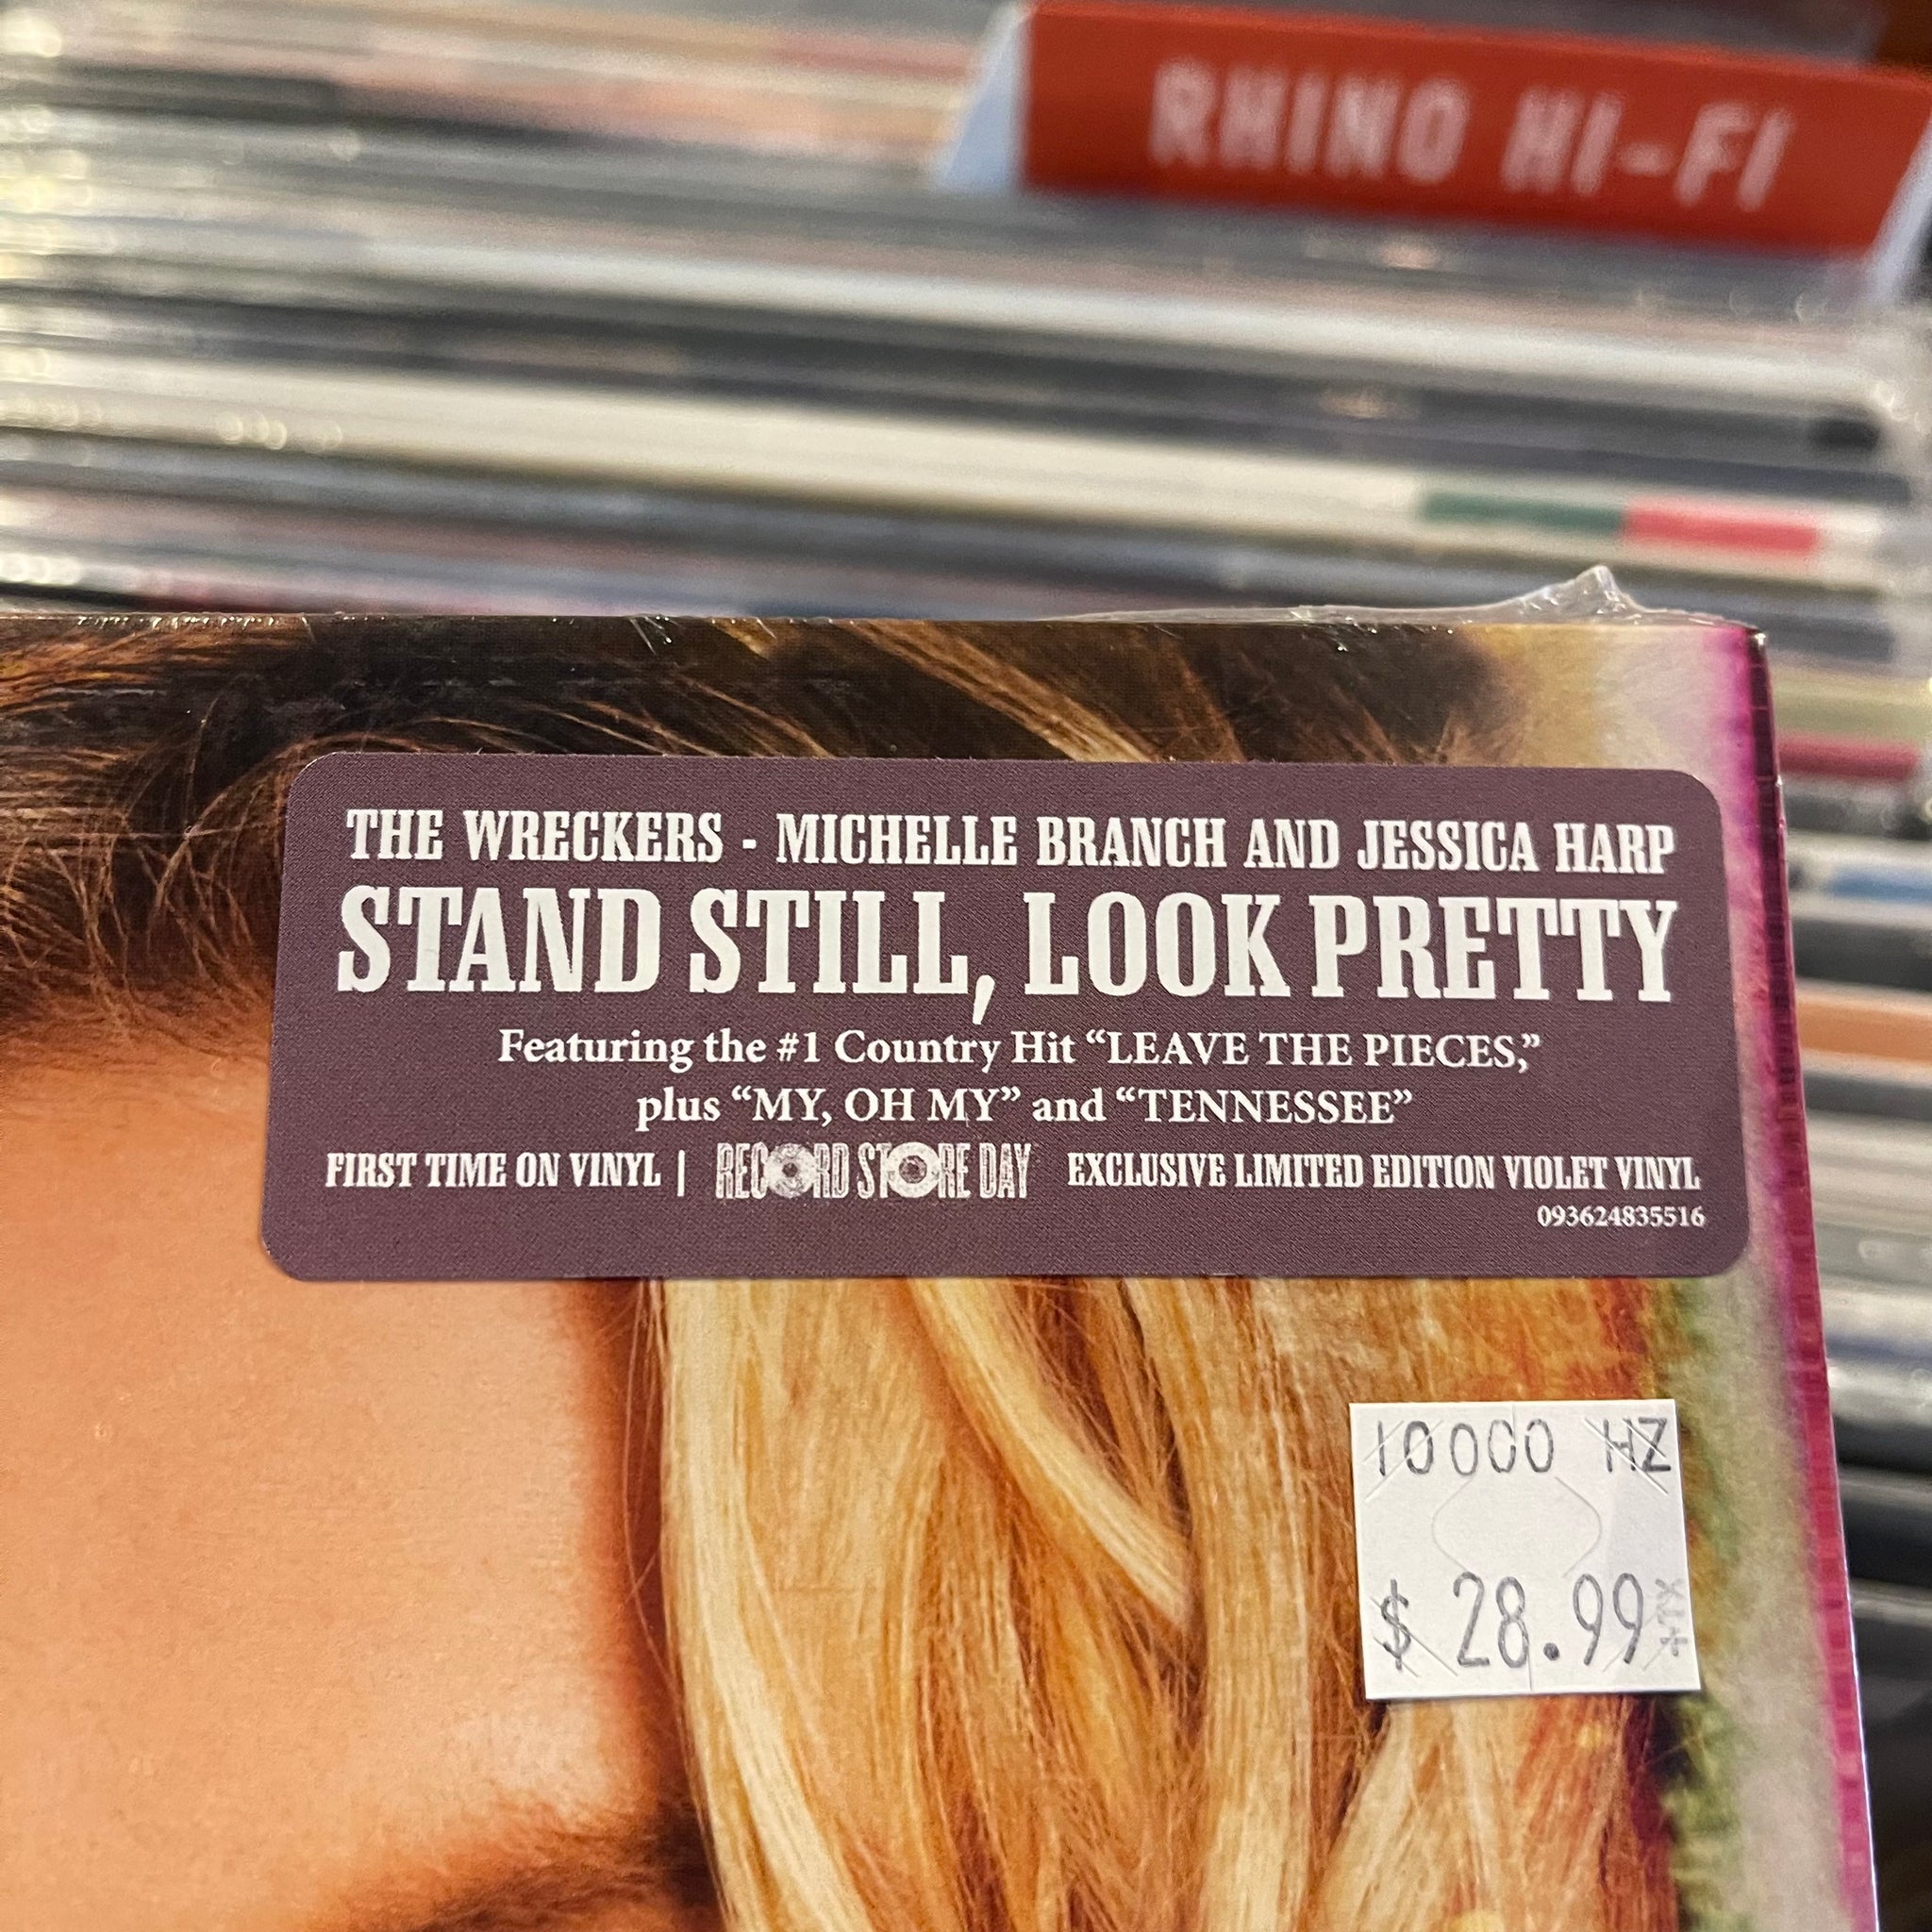 RHINO HI-FI
THE WRECKERS - MICHELLE BRANCH AND JESSICA HARP
STAND STILL, LOOK PRETTY
Featuring the #1 Country Hit “LEAVE THE PIECES,”
plus “MY, OH MY” and “TENNESSEE”
FIRST TIME ON VINYL | RECORD STORE DAY EXCLUSIVE LIMITED EDITION VIOLET VINYL
093624835516
10000 HZ
$ 28.99